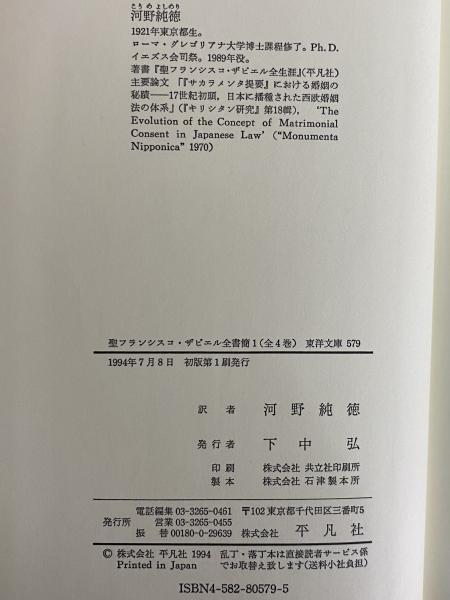 こうの よしのり
河野純徳
1921年東京都生。
ローマ・グレゴリアナ大学博士課程修了。Ph. D.
イエズス会司祭。1989年没。
著書『聖フランシスコ・ザビエル全生涯』(平凡社)
主要論文 「『サカラメンタ提要』における婚姻の
秘蹟――17世紀初頭，日本に播種された西欧婚姻
法の体系」(『キリシタン研究』第18輯)，‘The
Evolution of the Concept of Matrimonial
Consent in Japanese Law’ (“Monumenta
Nipponica” 1970)
聖フランシスコ・ザビエル全書簡1 (全4巻) 東洋文庫 579
1994年7月8日 初版第1刷発行
訳者 河野純徳
発行者 下中弘
印刷 株式会社 共立社印刷所
製本 株式会社 石津製本所
電話編集 03-3265-0461 〒102 東京都千代田区三番町5
発行所 営業 03-3265-0455
振替 00180-0-29639 株式会社 平凡社
© 株式会社 平凡社 1994 乱丁・落丁本は直接読者サービス係
Printed in Japan でお取替え致します(送料小社負担)
ISBN4-582-80579-5